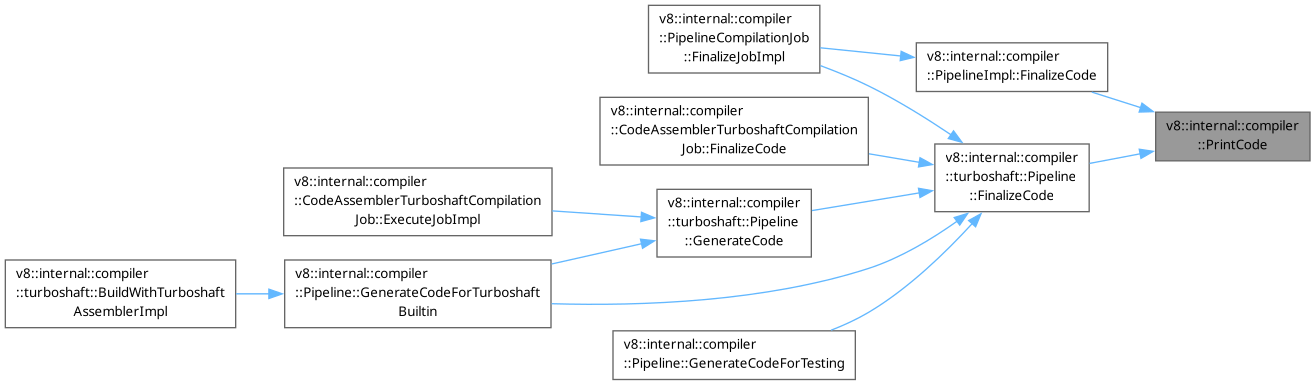 v8::internal::compiler
::PipelineCompilationJob
::FinalizeJobImpl
v8::internal::compiler
::PipelineImpl::FinalizeCode
v8::internal::compiler
::PrintCode
v8::internal::compiler
::CodeAssemblerTurboshaftCompilation
Job::FinalizeCode
v8::internal::compiler
::turboshaft::Pipeline
::FinalizeCode
v8::internal::compiler
::CodeAssemblerTurboshaftCompilation
Job::ExecuteJobImpl
v8::internal::compiler
::turboshaft::Pipeline
::GenerateCode
v8::internal::compiler
::turboshaft::BuildWithTurboshaft
AssemblerImpl
v8::internal::compiler
::Pipeline::GenerateCodeForTurboshaft
Builtin
v8::internal::compiler
::Pipeline::GenerateCodeForTesting